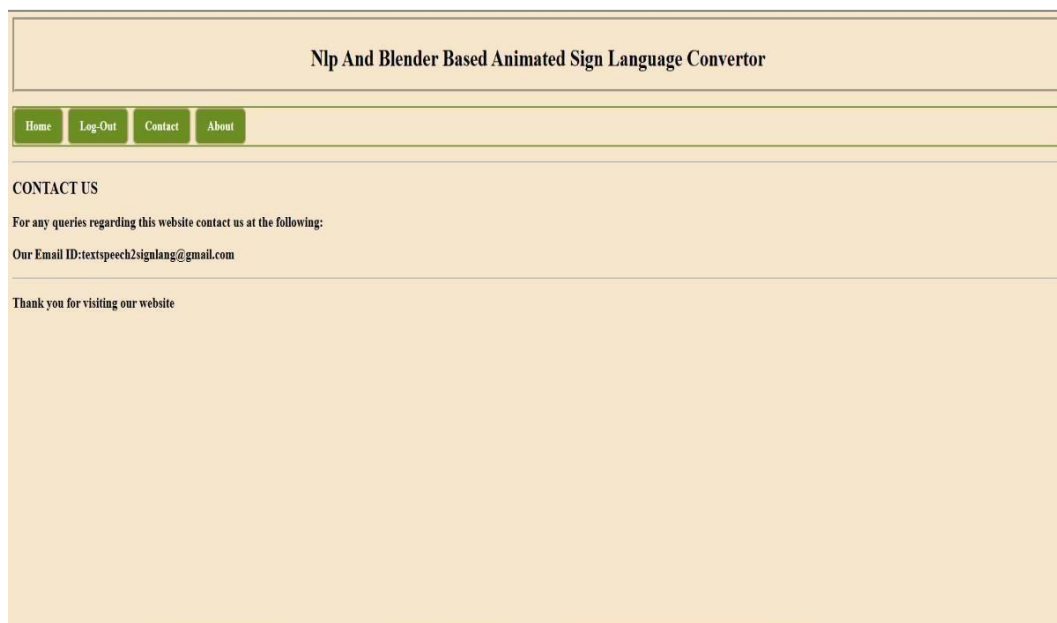 Nlp And Blender Based Animated Sign Language Convertor
Home Log-Out Contact About
CONTACT US
For any queries regarding this website contact us at the following:
Our Email ID:textspeech2signlang@gmail.com
Thank you for visiting our website